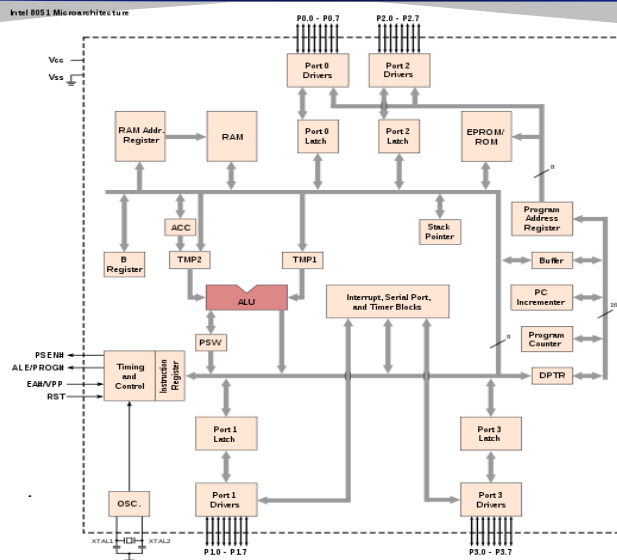 Intel 8051 Microarchitecture
P0.0 - P0.7
P2.0 - P2.7
Vcc
Vss
Port 0
Drivers
Port 2
Drivers
RAM Addr.
Register
RAM
Port 0
Latch
Port 2
Latch
EPROM/
ROM
8
ACC
B
Register
TMP2
TMP1
Stack
Pointer
Program
Address
Register
Buffer
ALU
Interrupt, Serial Port,
and Timer Blocks
PC
Incrementer
16
PSW
8
Program
Counter
PSEN#
ALE/PROG#
EA#/VPP
RST
Timing
and
Control
Instruction
Register
DPTR
Port 1
Latch
Port 3
Latch
OSC.
Port 1
Drivers
Port 3
Drivers
XTAL1
XTAL2
P1.0 - P1.7
P3.0 - P3.7